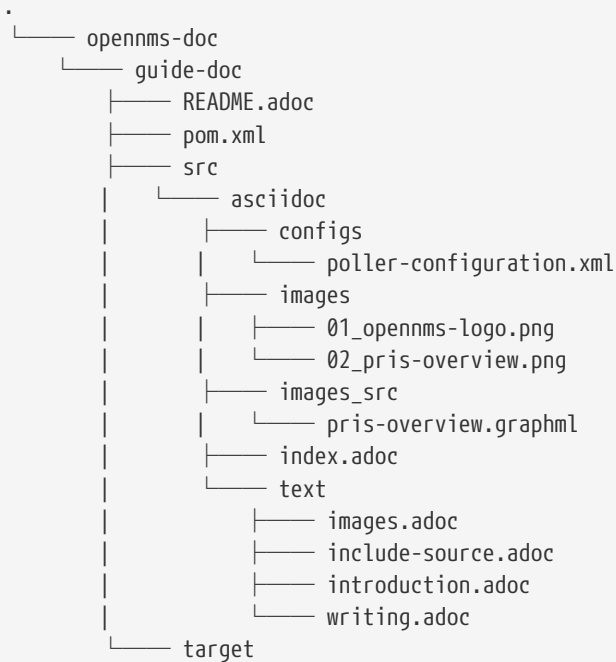 .
└── opennms-doc
    └── guide-doc
        ├── README.adoc
        ├── pom.xml
        ├── src
        |   └── asciidoc
        |       ├── configs
        |       |   └── poller-configuration.xml
        |       ├── images
        |       |   ├── 01_opennms-logo.png
        |       |   └── 02_pris-overview.png
        |       ├── images_src
        |       |   └── pris-overview.graphml
        |       ├── index.adoc
        |       └── text
        |           ├── images.adoc
        |           ├── include-source.adoc
        |           ├── introduction.adoc
        |           └── writing.adoc
        └── target